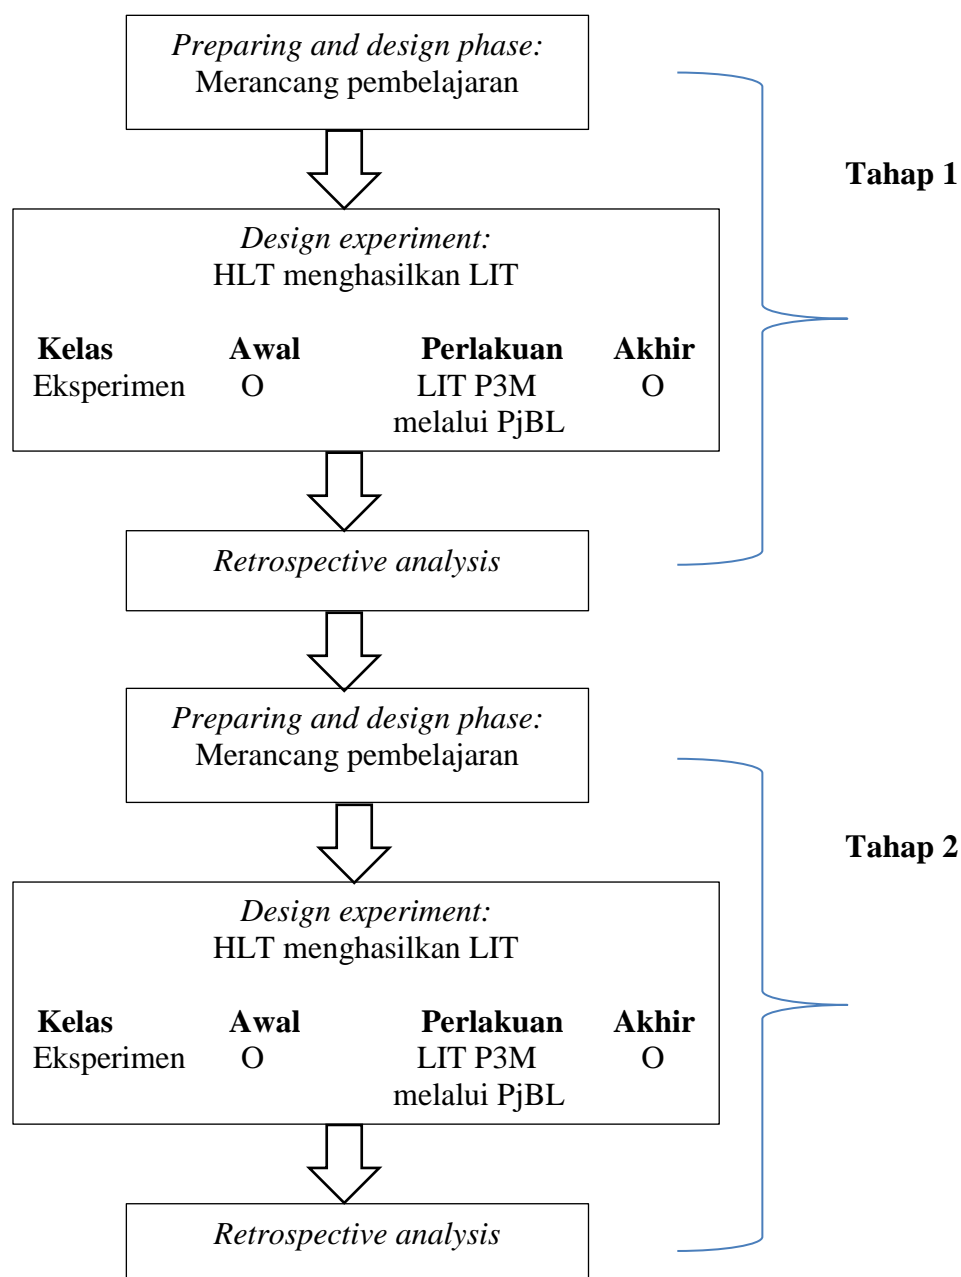 Preparing and design phase:
Merancang pembelajaran
Tahap 1
Design experiment:
HLT menghasilkan LIT
Kelas Awal Perlakuan Akhir
Eksperimen O LIT P3M O
melalui PjBL
Retrospective analysis
Preparing and design phase:
Merancang pembelajaran
Tahap 2
Design experiment:
HLT menghasilkan LIT
Kelas Awal Perlakuan Akhir
Eksperimen O LIT P3M O
melalui PjBL
Retrospective analysis